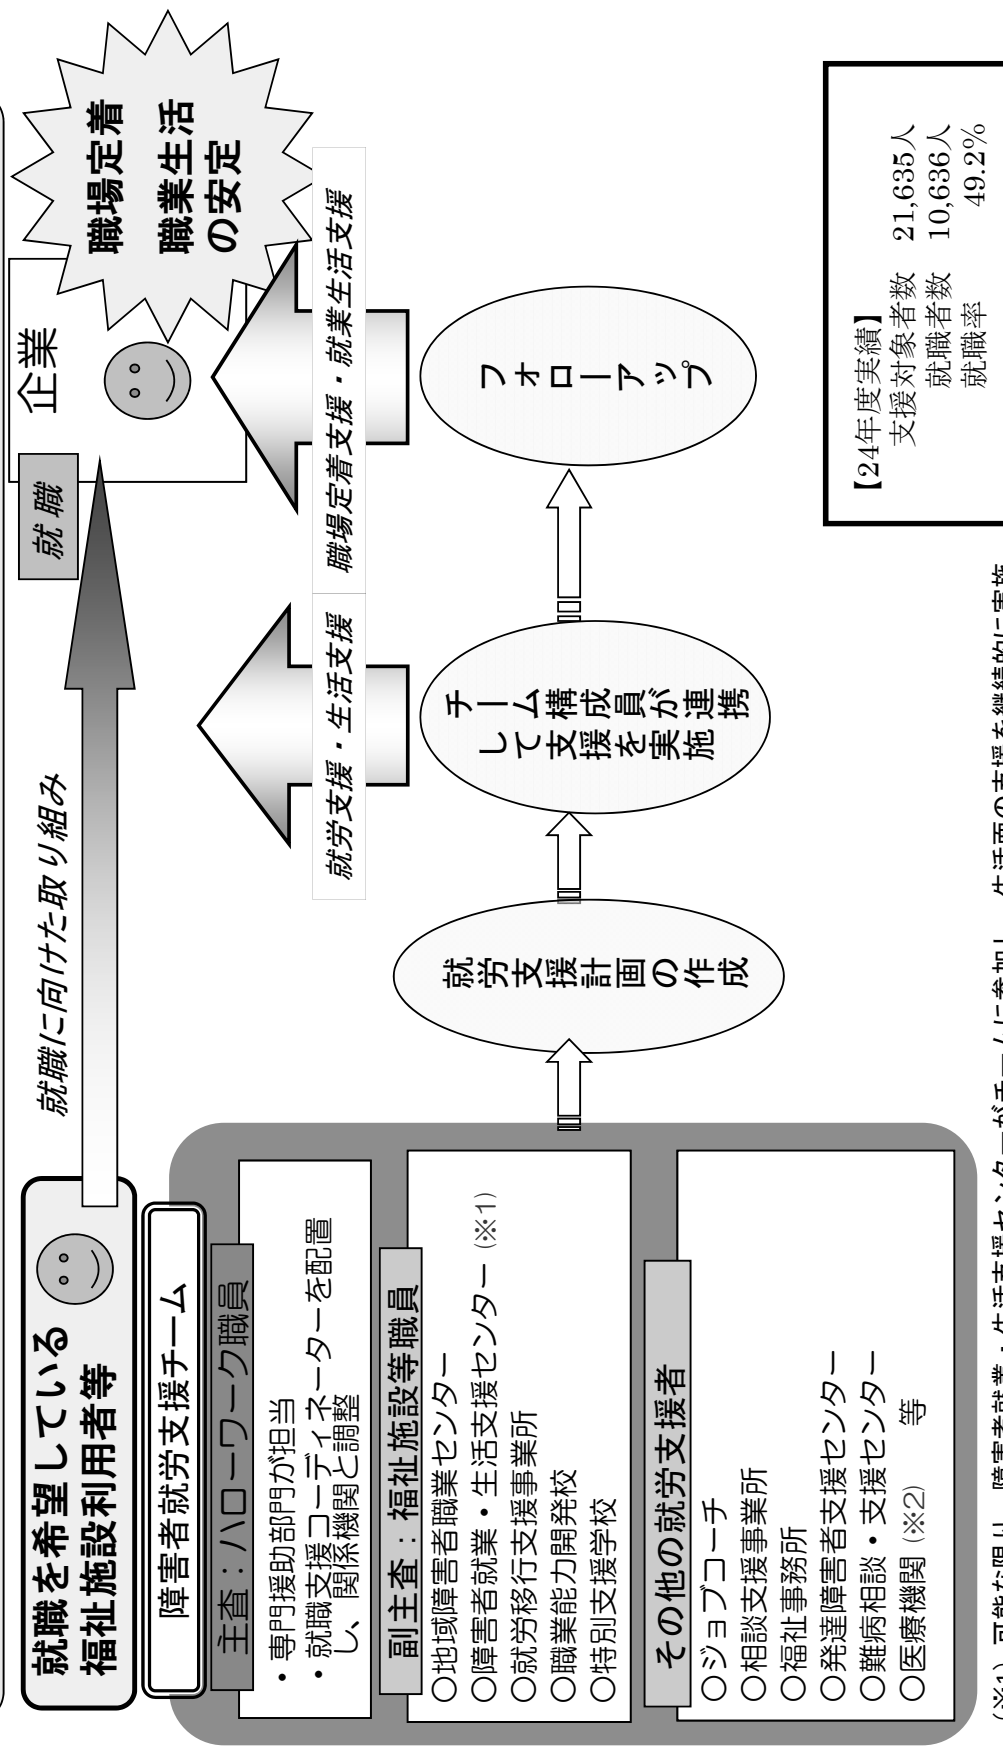 就職を希望している
福祉施設利用者等
就職に向けた取り組み
就 職
企業
職場定着
職業生活
の安定
障害者就労支援チーム
主査：ハローワーク職員
・専門援助部門が担当
・就職支援コーディネーターを配置
し、関係機関と調整
副主査：福祉施設等職員
○地域障害者職業センター
○障害者就業・生活支援センター（※1）
○就労移行支援事業所
○職業能力開発校
○特別支援学校
その他の就労支援者
○ジョブコーチ
○相談支援事業所
○福祉事務所
○発達障害者支援センター
○難病相談・支援センター
○医療機関（※2） 等
就労支援計画の作成
チーム構成員が連携
して支援を実施
フォローアップ
就労支援・生活支援
職場定着支援・就業生活支援
【24年度実績】
支援対象者数 21,635人
就職者数 10,636人
就職率 49.2%
（※1）可能な限り、障害者就業・生活支援センターがチームに参加し、生活面の支援を継続的に実施